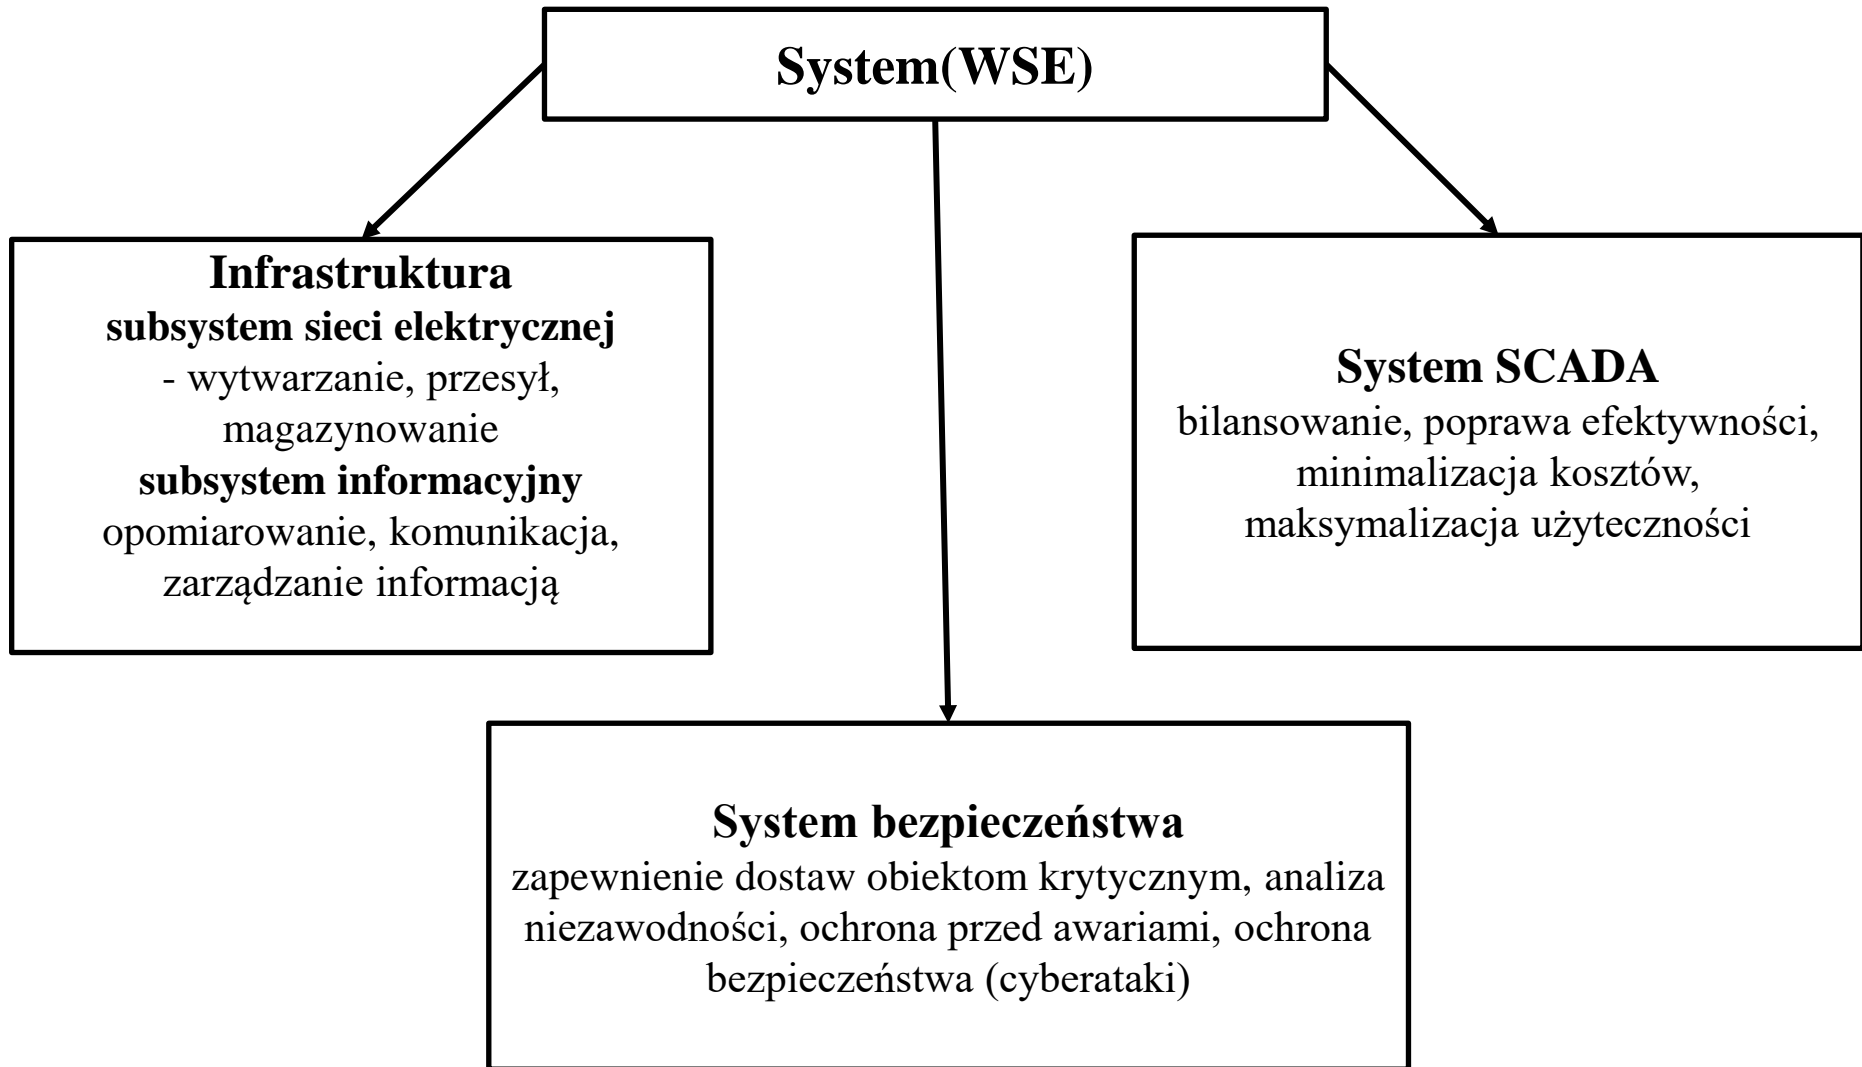 System(WSE)
Infrastruktura
subsystem sieci elektrycznej
- wytwarzanie, przesył,
magazynowanie
subsystem informacyjny
opomiarowanie, komunikacja,
zarządzanie informacją
System SCADA
bilansowanie, poprawa efektywności,
minimalizacja kosztów,
maksymalizacja użyteczności
System bezpieczeństwa
zapewnienie dostaw obiektom krytycznym, analiza
niezawodności, ochrona przed awariami, ochrona
bezpieczeństwa (cyberataki)